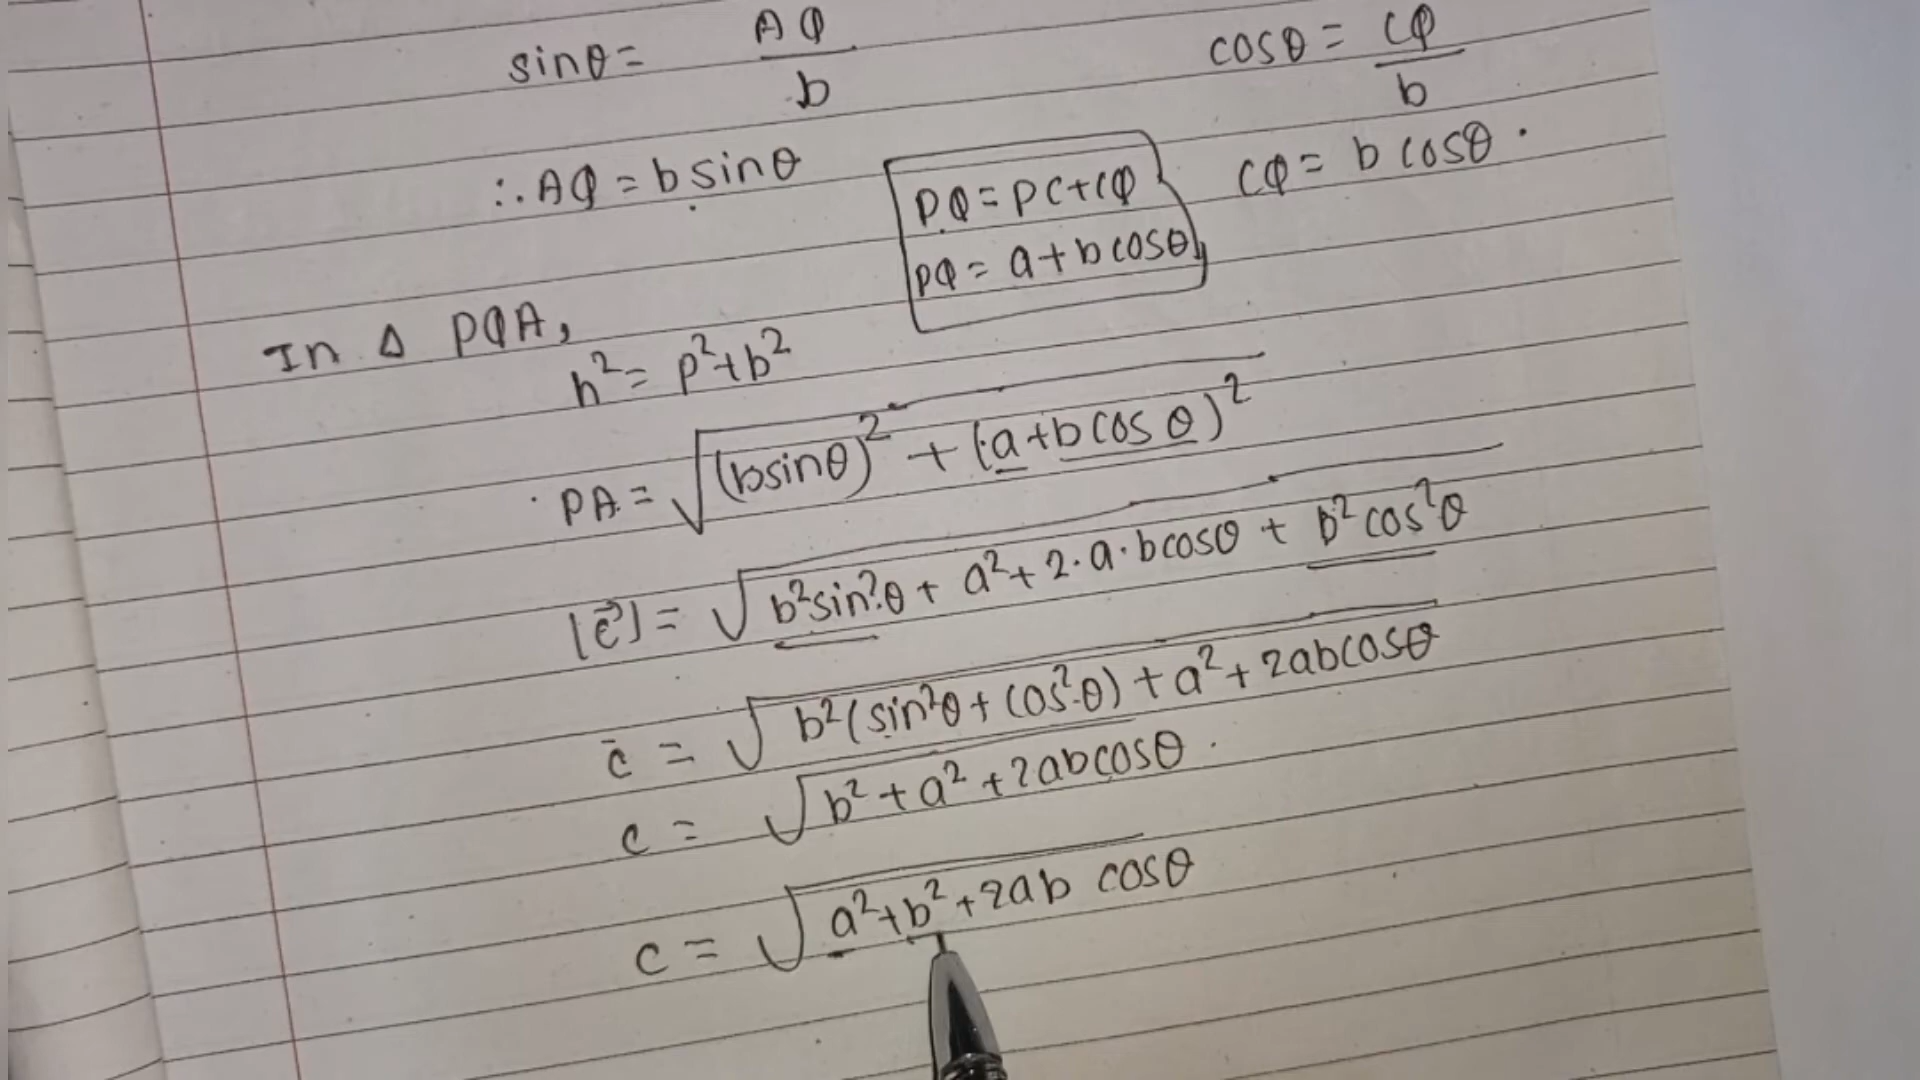 sinθ = AQ/b
cosθ = CQ/b
∴ AQ = b sinθ
PQ = PC+CQ
CQ = b cosθ.
PQ = a+b cosθ
In Δ PQA,
h² = p²+b²
PA = √((bsinθ)² + (a+b cos θ)²)
|c⃗| = √(b²sin²θ + a²+2·a·bcosθ + b²cos²θ)
c = √(b²(sin²θ + cos²θ) + a² + 2abcosθ)
c = √(b²+a²+2abcosθ)
c = √(a²+b²+2ab cosθ)